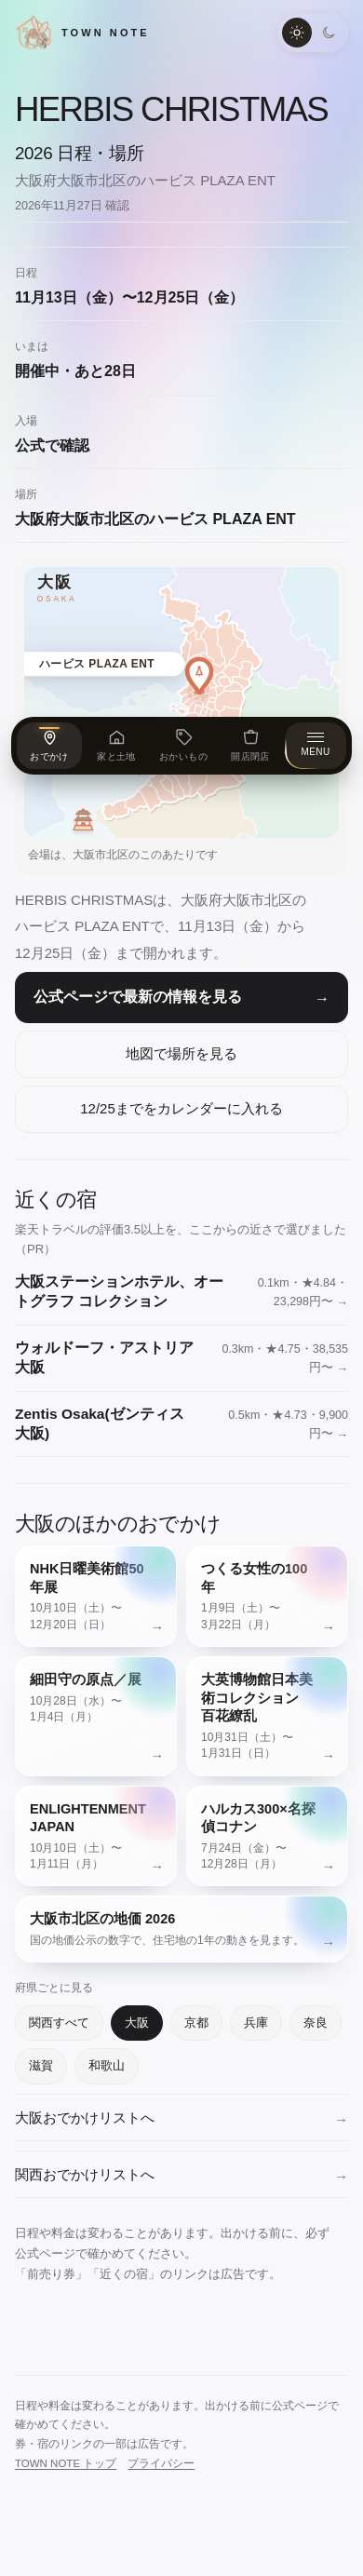 TOWN NOTE
HERBIS CHRISTMAS
2026 日程・場所
大阪府大阪市北区のハービス PLAZA ENT
2026年11月27日 確認
日程
11月13日（金）〜12月25日（金）
いまは
開催中・あと28日
入場
公式で確認
場所
大阪府大阪市北区のハービス PLAZA ENT
大阪
OSAKA
ハービス PLAZA ENT
おでかけ
家と土地
おかいもの
開店閉店
MENU
会場は、大阪市北区のこのあたりです
HERBIS CHRISTMASは、大阪府大阪市北区の
ハービス PLAZA ENTで、11月13日（金）から
12月25日（金）まで開かれます。
公式ページで最新の情報を見る →
地図で場所を見る
12/25までをカレンダーに入れる
近くの宿
楽天トラベルの評価3.5以上を、ここからの近さで選びました
（PR）
大阪ステーションホテル、オー
トグラフ コレクション
0.1km・★4.84・
23,298円〜 →
ウォルドーフ・アストリア
大阪
0.3km・★4.75・38,535
円〜 →
Zentis Osaka(ゼンティス
大阪)
0.5km・★4.73・9,900
円〜 →
大阪のほかのおでかけ
NHK日曜美術館50
年展
10月10日（土）〜
12月20日（日） →
つくる女性の100
年
1月9日（土）〜
3月22日（月） →
細田守の原点／展
10月28日（水）〜
1月4日（月）
→
大英博物館日本美
術コレクション
百花繚乱
10月31日（土）〜
1月31日（日） →
ENLIGHTENMENT
JAPAN
10月10日（土）〜
1月11日（月） →
ハルカス300×名探
偵コナン
7月24日（金）〜
12月28日（月） →
大阪市北区の地価 2026
国の地価公示の数字で、住宅地の1年の動きを見ます。 →
府県ごとに見る
関西すべて
大阪
京都
兵庫
奈良
滋賀
和歌山
大阪おでかけリストへ →
関西おでかけリストへ →
日程や料金は変わることがあります。出かける前に、必ず
公式ページで確かめてください。
「前売り券」「近くの宿」のリンクは広告です。
日程や料金は変わることがあります。出かける前に公式ページで
確かめてください。
券・宿のリンクの一部は広告です。
TOWN NOTE トップ プライバシー